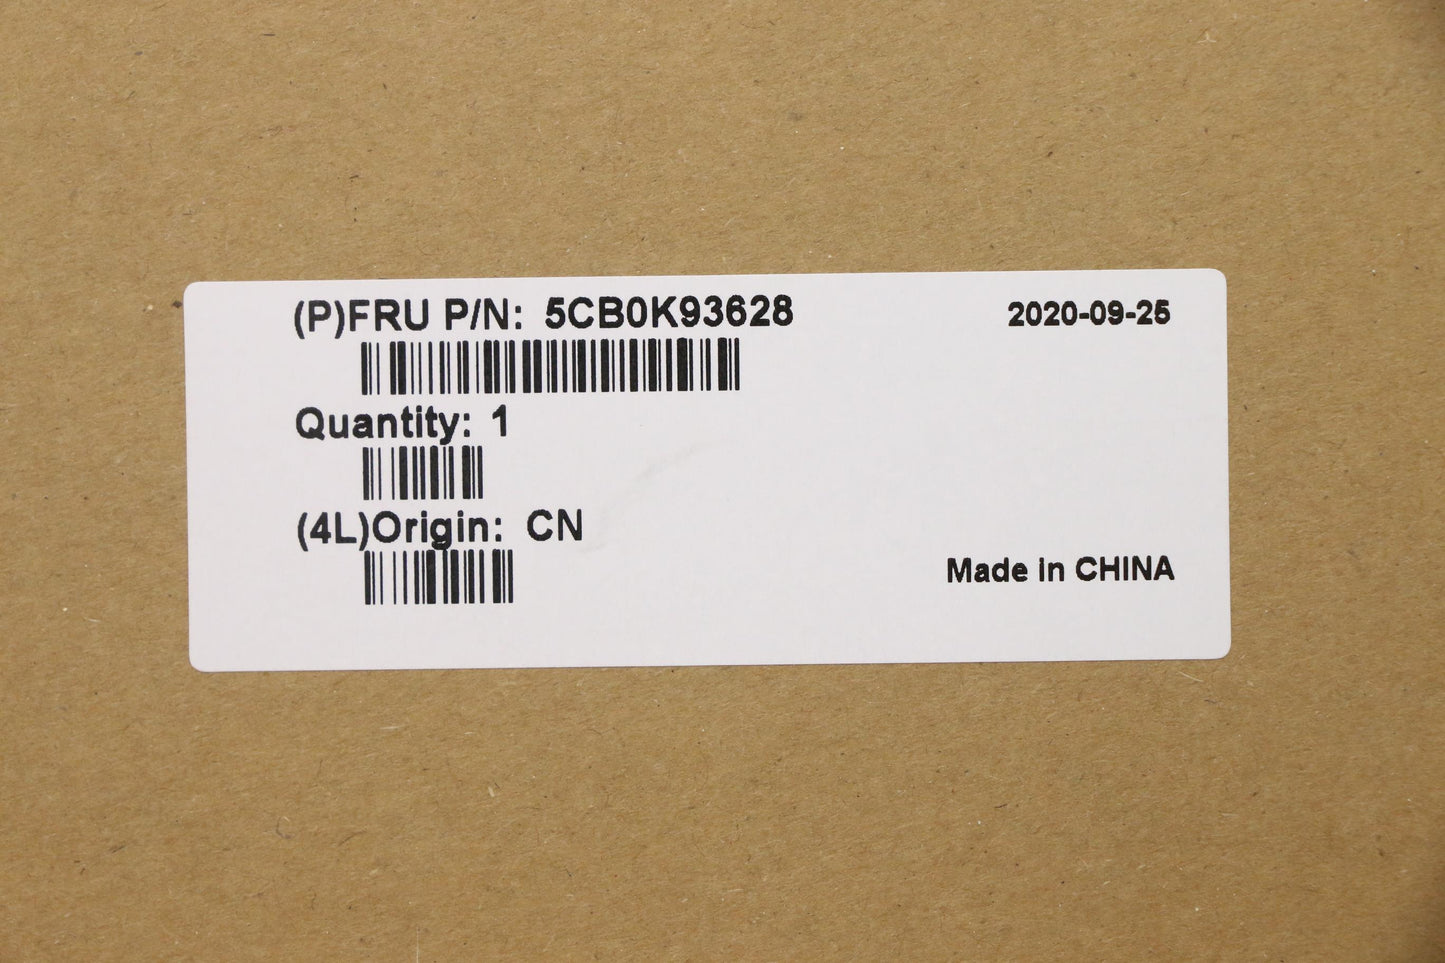 (P)FRU P/N: 5CB0K93628
2020-09-25
Quantity: 1
(4L)Origin: CN
Made in CHINA